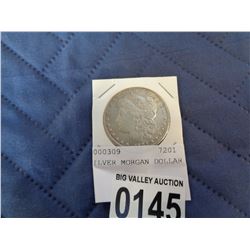 000309 7201
ILVER MORGAN DOLLAR
BIG VALLEY AUCTION
0145